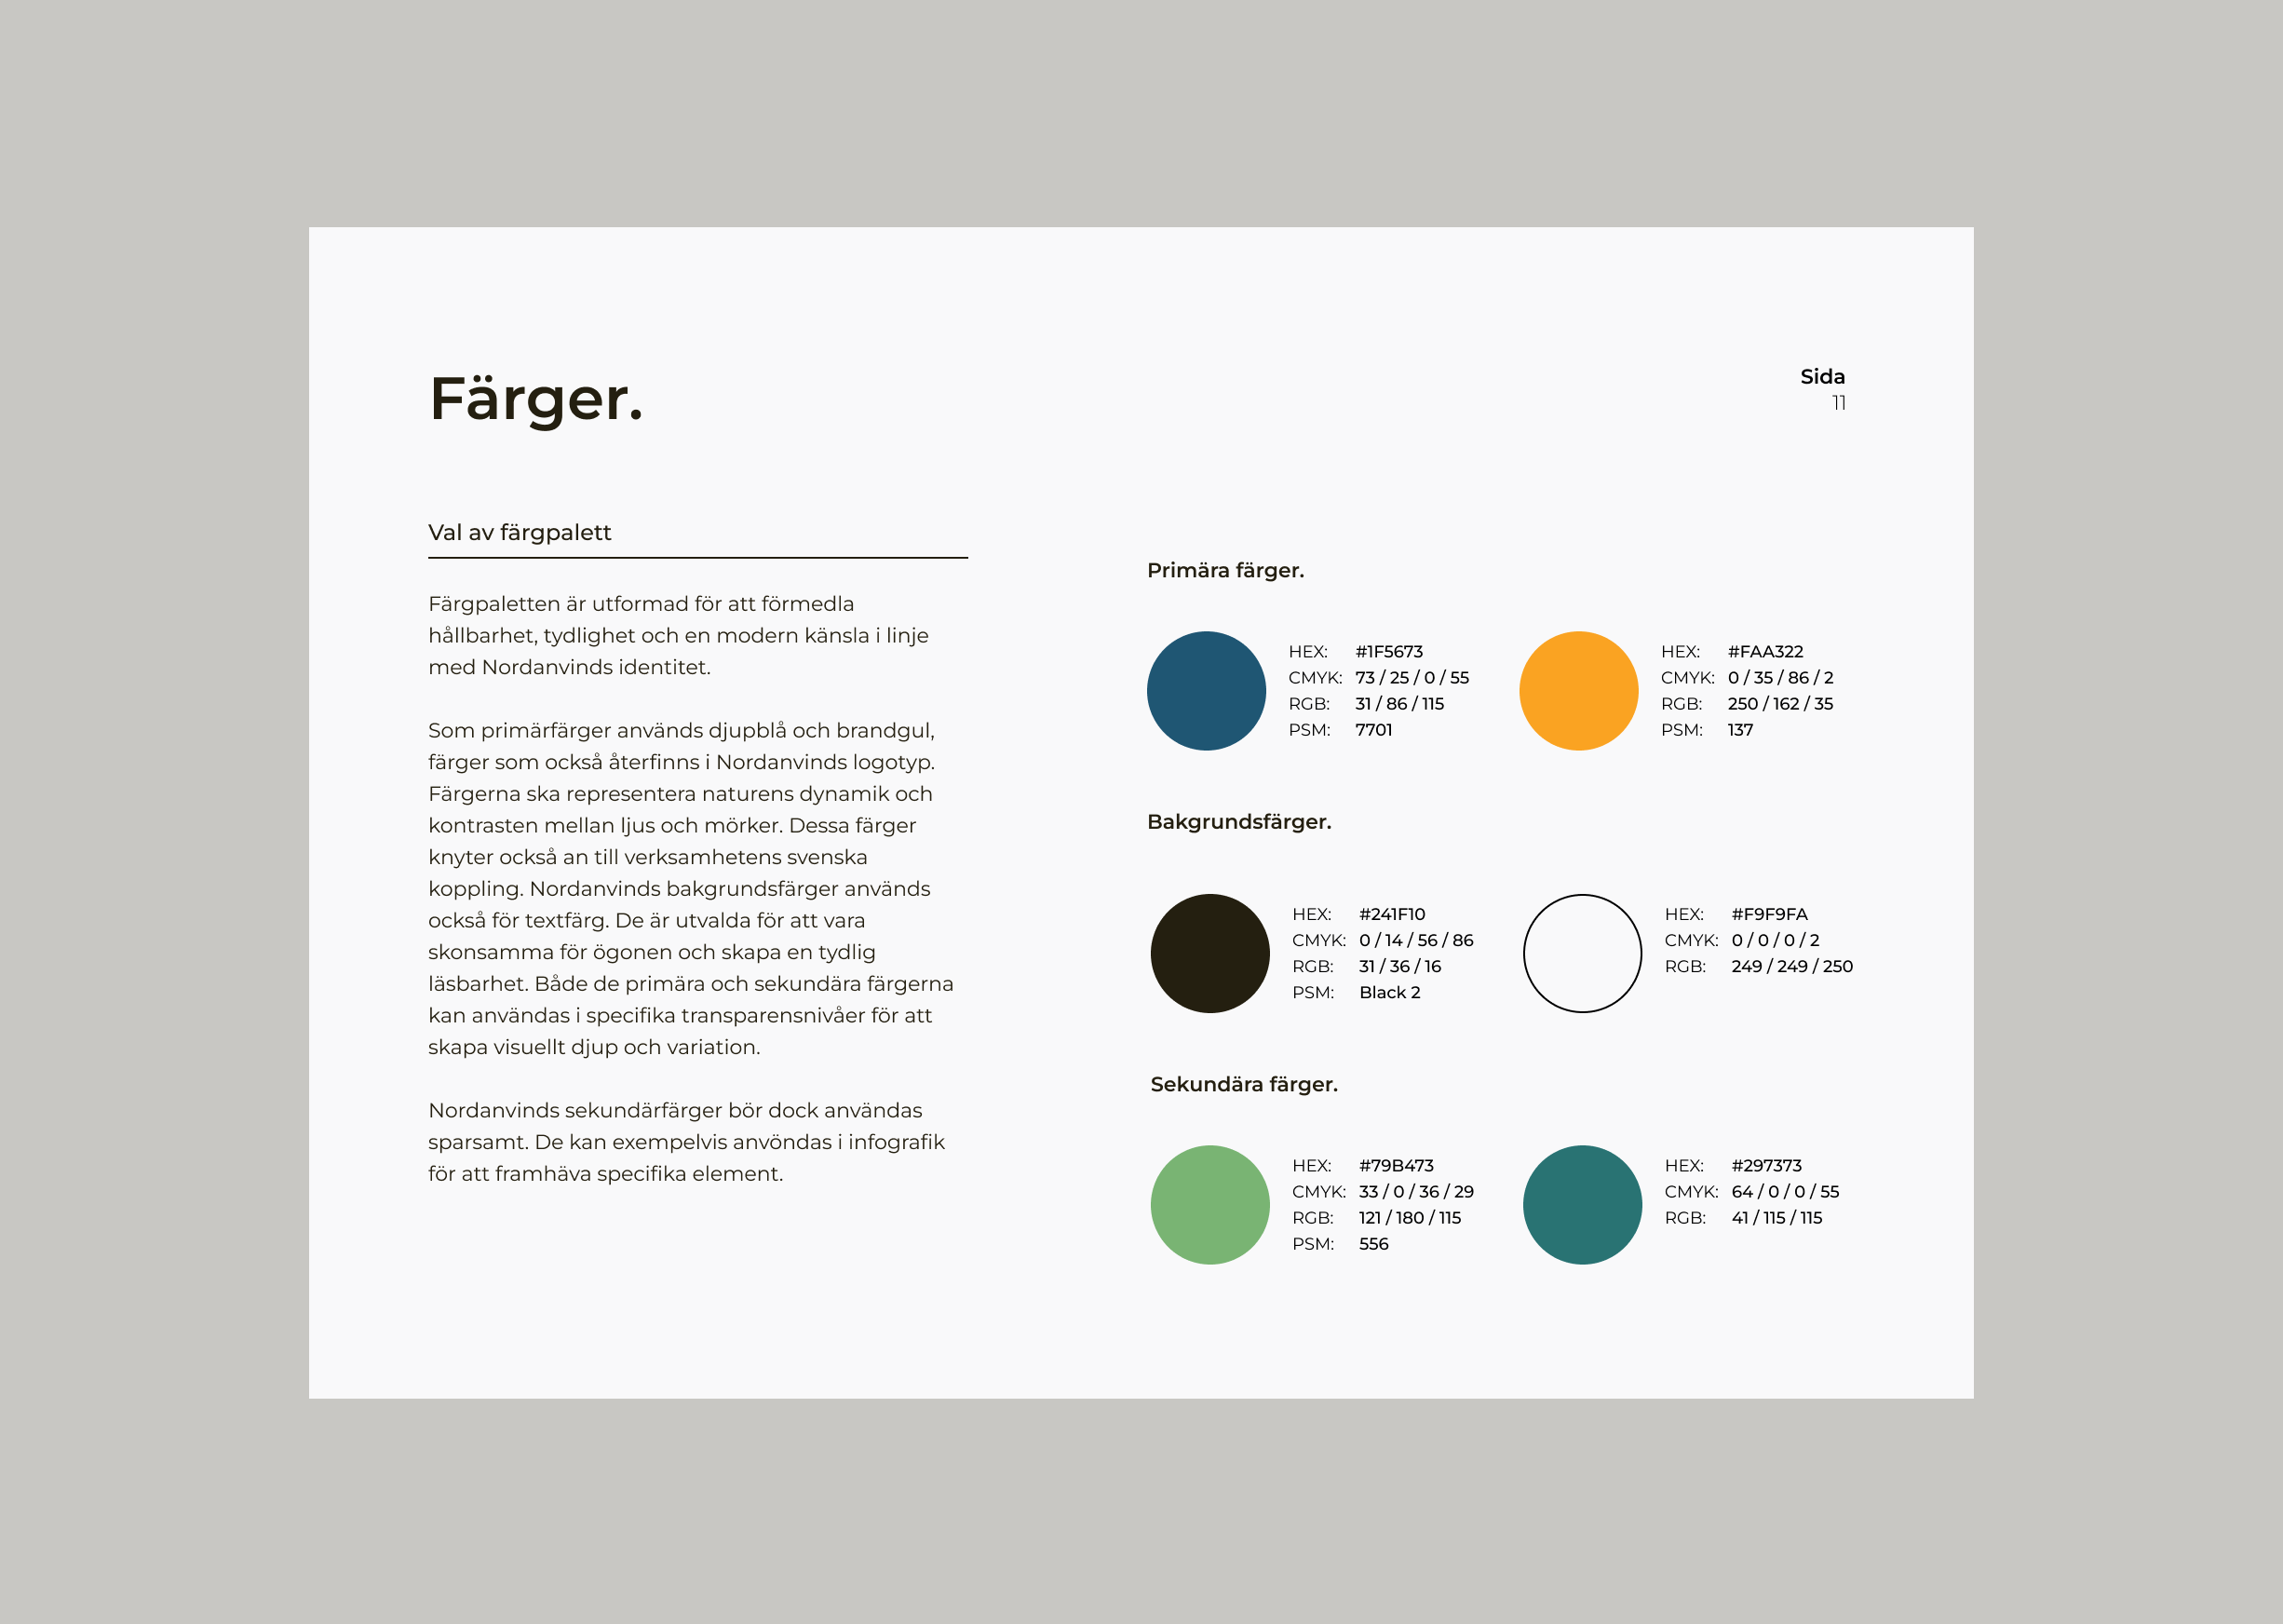 Färger.
Sida
11
Val av färgpalett
Färgpaletten är utformad för att förmedla
hållbarhet, tydlighet och en modern känsla i linje
med Nordanvinds identitet.
Som primärfärger används djupblå och brandgul,
färger som också återfinns i Nordanvinds logotyp.
Färgerna ska representera naturens dynamik och
kontrasten mellan ljus och mörker. Dessa färger
knyter också an till verksamhetens svenska
koppling. Nordanvinds bakgrundsfärger används
också för textfärg. De är utvalda för att vara
skonsamma för ögonen och skapa en tydlig
läsbarhet. Både de primära och sekundära färgerna
kan användas i specifika transparensnivåer för att
skapa visuellt djup och variation.
Nordanvinds sekundärfärger bör dock användas
sparsamt. De kan exempelvis anvöndas i infografik
för att framhäva specifika element.
Primära färger.
HEX: #1F5673
CMYK: 73 / 25 / 0 / 55
RGB: 31 / 86 / 115
PSM: 7701
HEX: #FAA322
CMYK: 0 / 35 / 86 / 2
RGB: 250 / 162 / 35
PSM: 137
Bakgrundsfärger.
HEX: #241F10
CMYK: 0 / 14 / 56 / 86
RGB: 31 / 36 / 16
PSM: Black 2
HEX: #F9F9FA
CMYK: 0 / 0 / 0 / 2
RGB: 249 / 249 / 250
Sekundära färger.
HEX: #79B473
CMYK: 33 / 0 / 36 / 29
RGB: 121 / 180 / 115
PSM: 556
HEX: #297373
CMYK: 64 / 0 / 0 / 55
RGB: 41 / 115 / 115